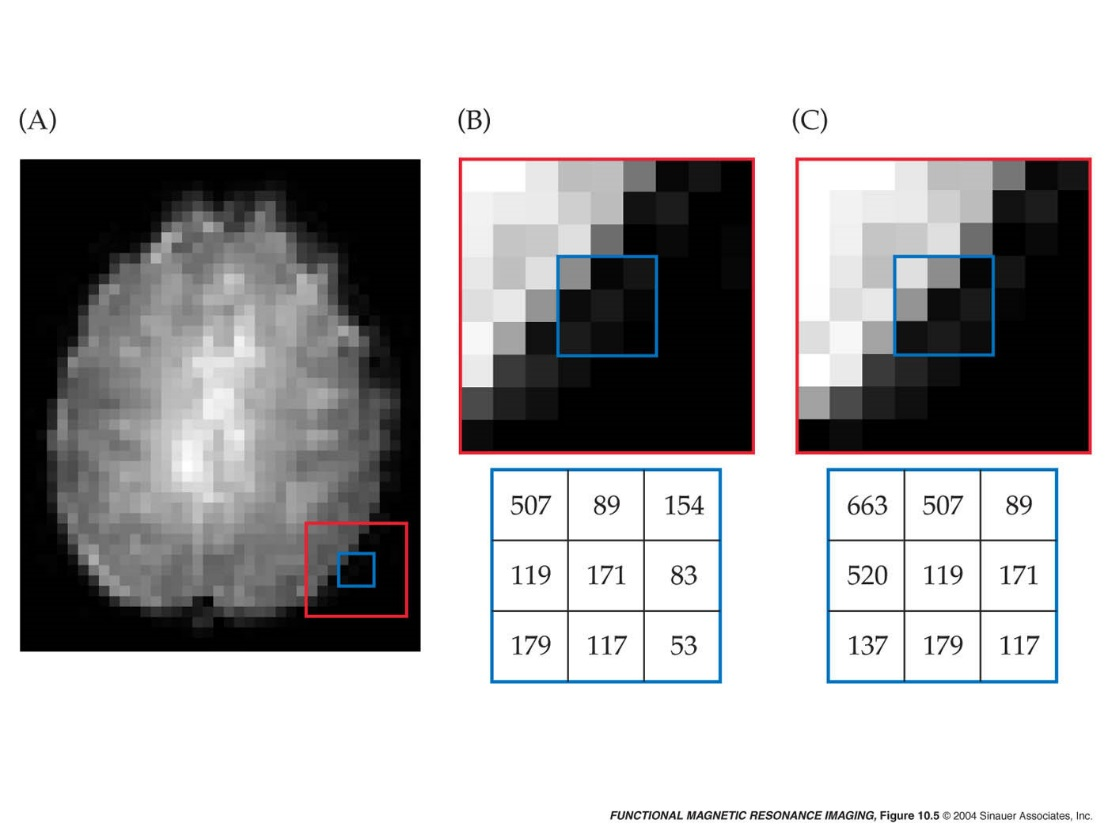 (A)
(B)
(C)
507 89 154
119 171 83
179 117 53
663 507 89
520 119 171
137 179 117
FUNCTIONAL MAGNETIC RESONANCE IMAGING, Figure 10.5 © 2004 Sinauer Associates, Inc.